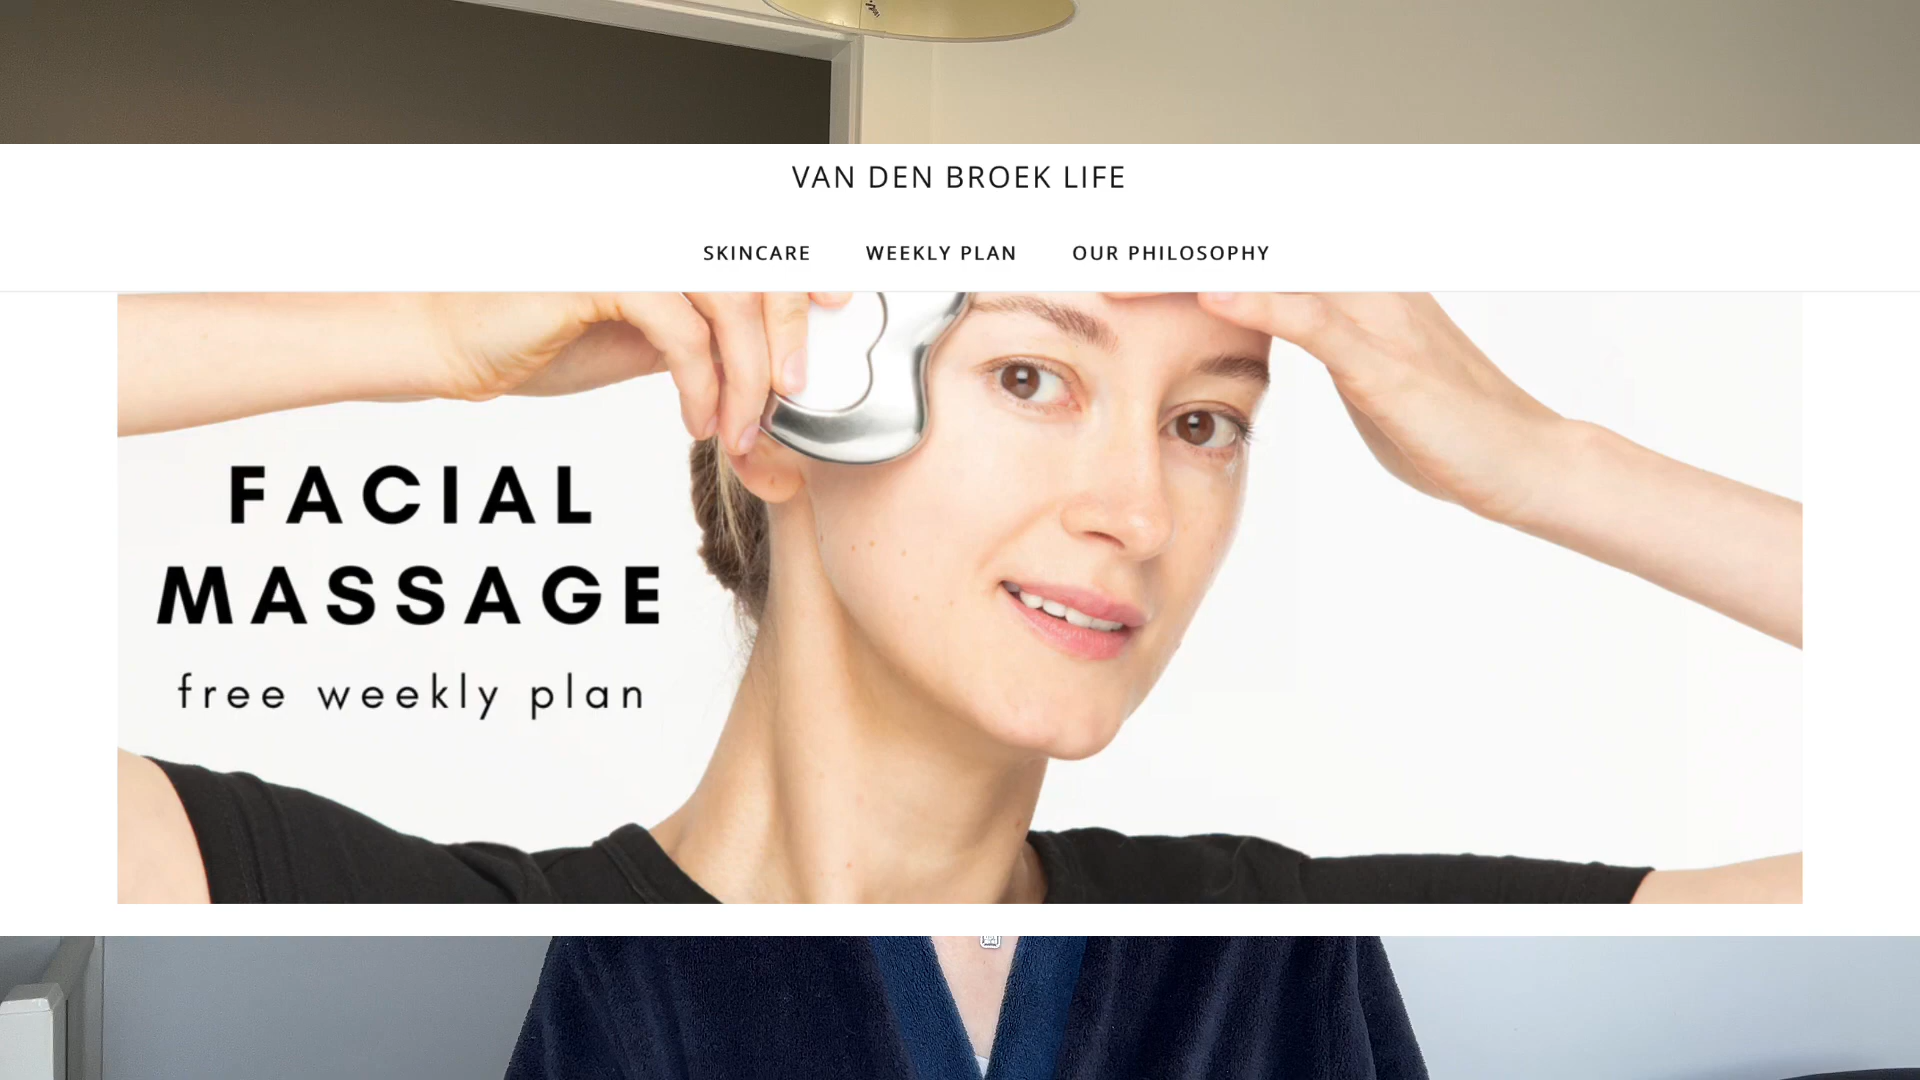 VAN DEN BROEK LIFE
SKINCARE WEEKLY PLAN OUR PHILOSOPHY
FACIAL
MASSAGE
free weekly plan